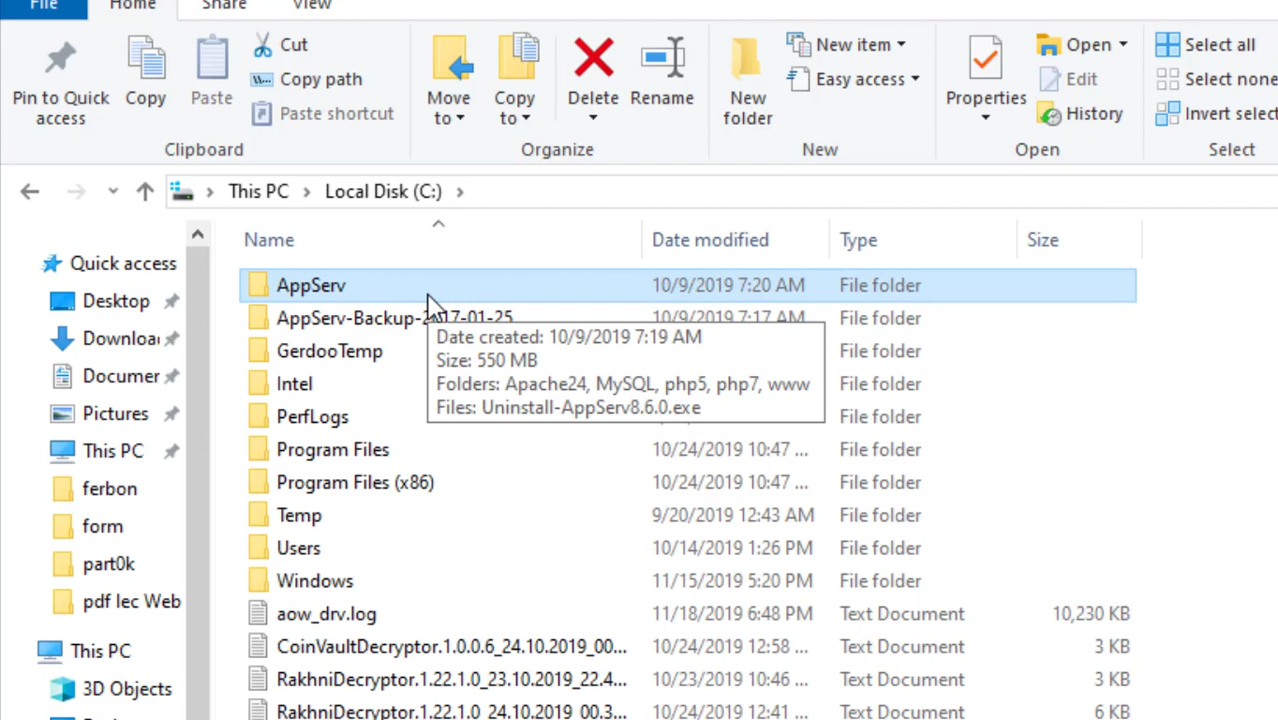 File Home Share View
Cut
Copy path
Paste shortcut
Pin to Quick access
Copy
Paste
Clipboard
Move to
Copy to
Delete
Rename
Organize
New folder
New item
Easy access
New
Properties
Open
Edit
History
Open
Select all
Select none
Invert selec
Select
This PC > Local Disk (C:) >
Quick access
Desktop
Downloa
Documer
Pictures
This PC
ferbon
form
part0k
pdf lec Web
This PC
3D Objects
Name Date modified Type Size
AppServ 10/9/2019 7:20 AM File folder
AppServ-Backup-2017-01-25 10/9/2019 7:17 AM File folder
GerdooTemp
Date created: 10/9/2019 7:19 AM
Size: 550 MB
Folders: Apache24, MySQL, php5, php7, www
Files: Uninstall-AppServ8.6.0.exe
File folder
Intel File folder
PerfLogs File folder
Program Files 10/24/2019 10:47 ... File folder
Program Files (x86) 10/24/2019 10:47 ... File folder
Temp 9/20/2019 12:43 AM File folder
Users 10/14/2019 1:26 PM File folder
Windows 11/15/2019 5:20 PM File folder
aow_drv.log 11/18/2019 6:48 PM Text Document 10,230 KB
CoinVaultDecryptor.1.0.0.6_24.10.2019_00... 10/24/2019 12:58 ... Text Document 3 KB
RakhniDecryptor.1.22.1.0_23.10.2019_22.4... 10/23/2019 10:46 ... Text Document 3 KB
RakhniDecryptor.1.22.1.0_24.10.2019_00.3... 10/24/2019 12:41 ... Text Document 6 KB